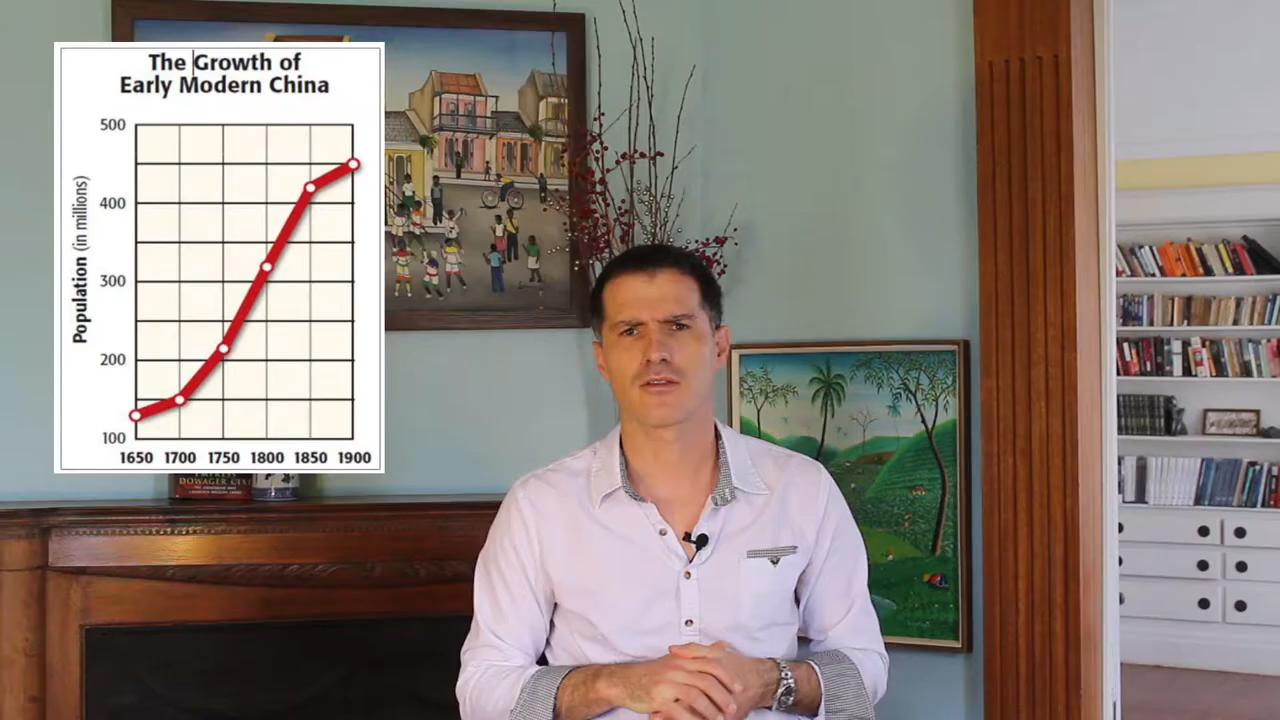 The Growth of
Early Modern China
500
400
300
200
100
Population (in millions)
1650 1700 1750 1800 1850 1900
DOWAGER